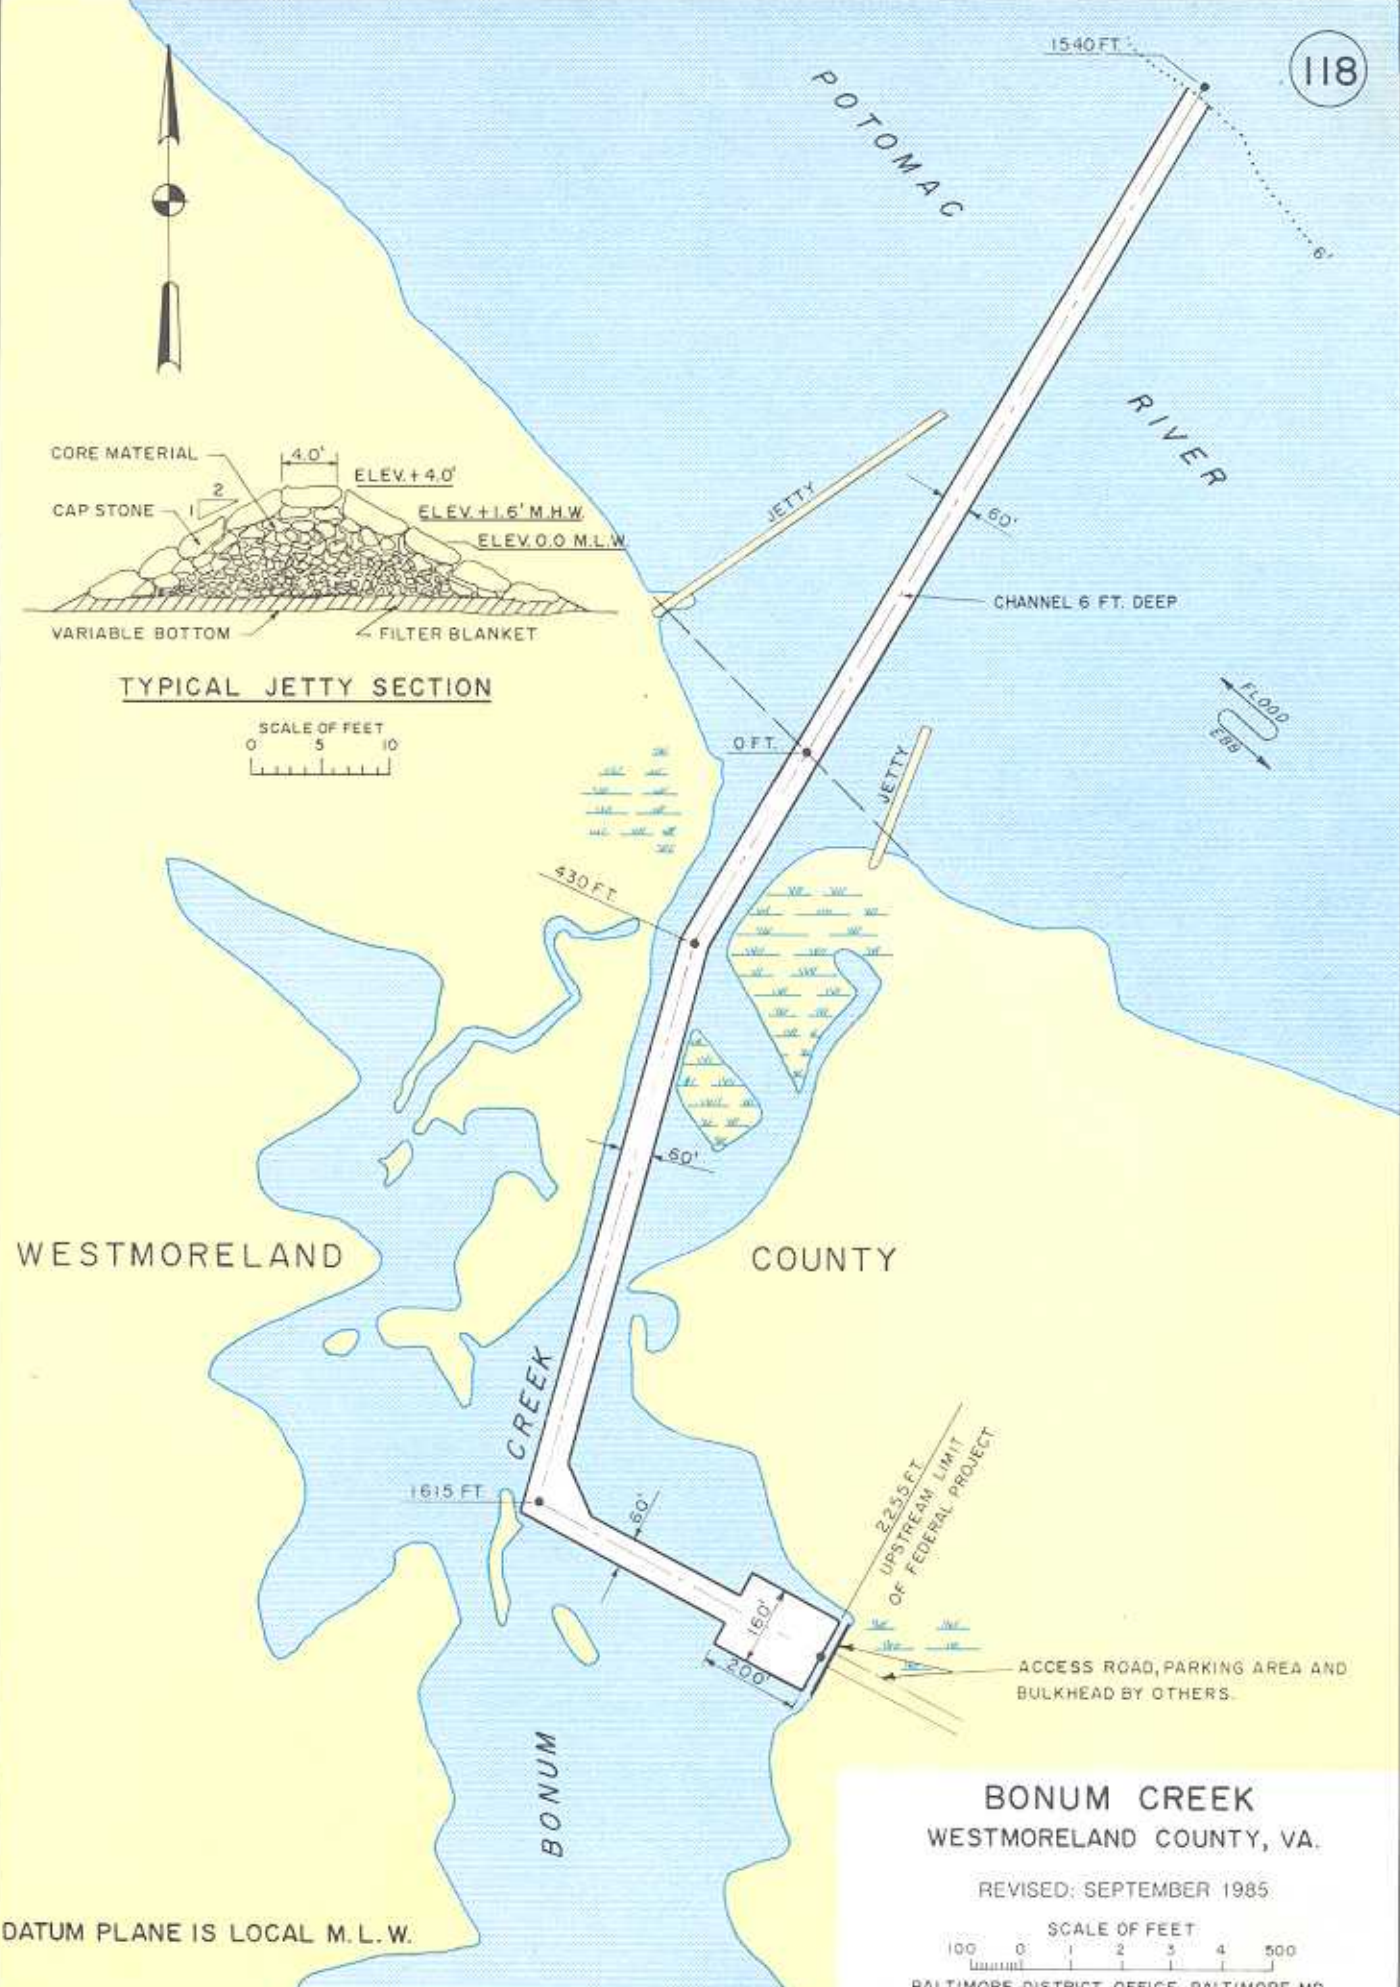 118
1540 FT.
POTOMAC
6'
RIVER
CORE MATERIAL
4.0'
ELEV. + 4.0'
2
1
CAP STONE
ELEV. +1.6' M.H.W.
ELEV. 0.0 M.L.W.
VARIABLE BOTTOM
FILTER BLANKET
TYPICAL JETTY SECTION
SCALE OF FEET
0 5 10
JETTY
60'
CHANNEL 6 FT. DEEP
FLOOD
EBB
0 FT.
JETTY
430 FT.
60'
WESTMORELAND COUNTY
CREEK
1615 FT.
60'
2255 FT.
UPSTREAM LIMIT
OF FEDERAL PROJECT
160'
200'
ACCESS ROAD, PARKING AREA AND
BULKHEAD BY OTHERS.
BONUM
BONUM CREEK
WESTMORELAND COUNTY, VA.
REVISED: SEPTEMBER 1985
SCALE OF FEET
100 0 1 2 3 4 500
DATUM PLANE IS LOCAL M.L.W.
BALTIMORE DISTRICT OFFICE, BALTIMORE MD.